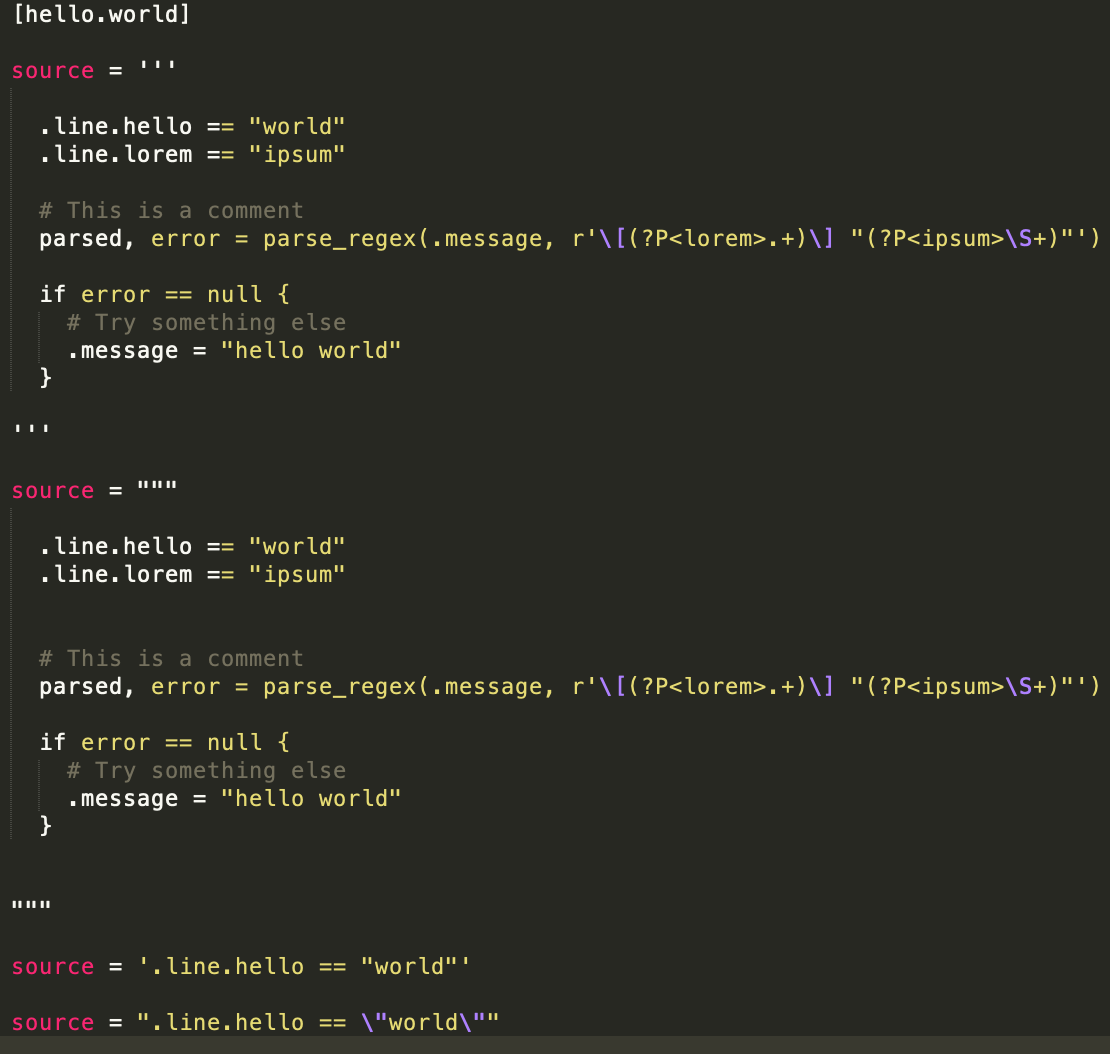 [hello.world]
source = '''
.line.hello == "world"
.line.lorem == "ipsum"
# This is a comment
parsed, error = parse_regex(.message, r'\[(?P<lorem>.+)\] "(?P<ipsum>\S+)"')
if error == null {
# Try something else
.message = "hello world"
}
'''
source = """
.line.hello == "world"
.line.lorem == "ipsum"
# This is a comment
parsed, error = parse_regex(.message, r'\[(?P<lorem>.+)\] "(?P<ipsum>\S+)"')
if error == null {
# Try something else
.message = "hello world"
}
"""
source = '.line.hello == "world"'
source = ".line.hello == \"world\""